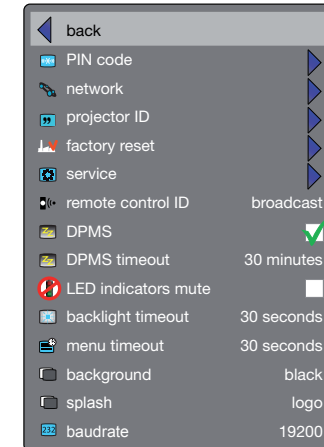 back
PIN code
network
projector ID
factory reset
service
remote control ID broadcast
DPMS
DPMS timeout 30 minutes
LED indicators mute
backlight timeout 30 seconds
menu timeout 30 seconds
background black
splash logo
232 baudrate 19200